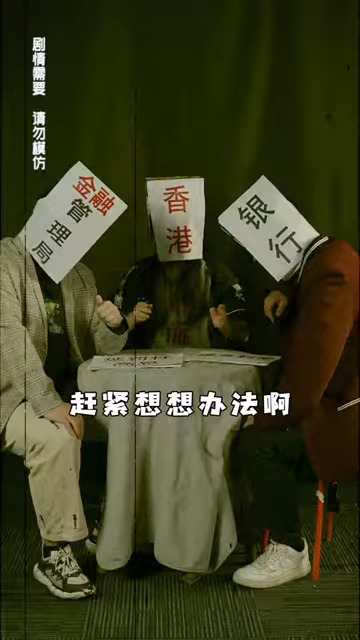 剧情需要 请勿模仿
金融
管理局
香港
银行
赶紧想想办法啊